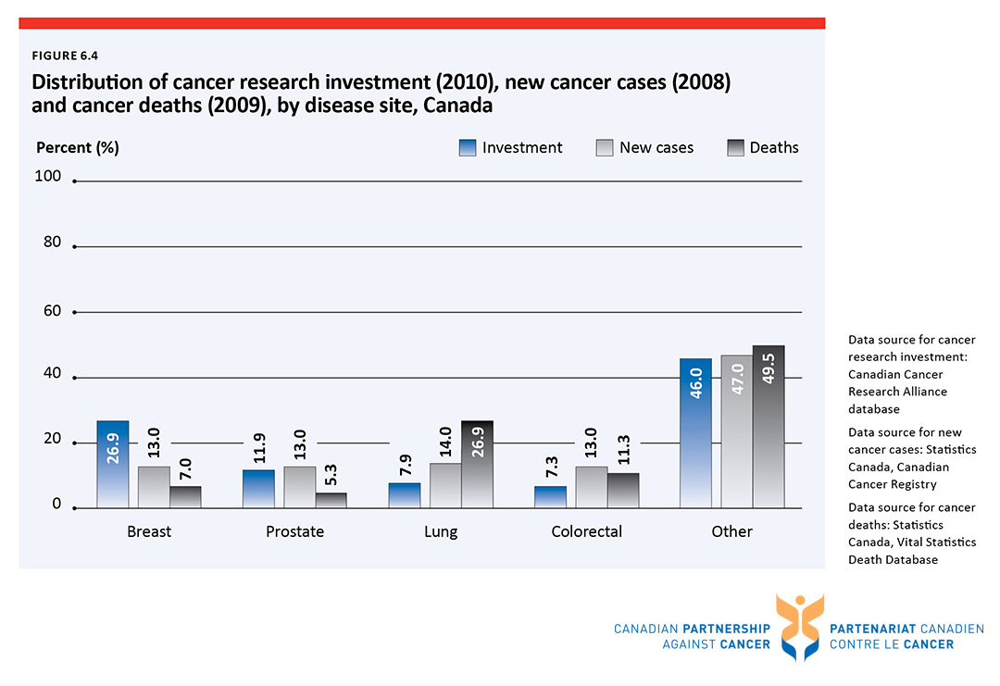 FIGURE 6.4
Distribution of cancer research investment (2010), new cancer cases (2008)
and cancer deaths (2009), by disease site, Canada
Percent (%)
Investment
New cases
Deaths
100
80
60
40
20
0
26.9
13.0
7.0
11.9
13.0
5.3
7.9
14.0
26.9
7.3
13.0
11.3
46.0
47.0
49.5
Breast
Prostate
Lung
Colorectal
Other
Data source for cancer
research investment:
Canadian Cancer
Research Alliance
database
Data source for new
cancer cases: Statistics
Canada, Canadian
Cancer Registry
Data source for cancer
deaths: Statistics
Canada, Vital Statistics
Death Database
CANADIAN PARTNERSHIP
AGAINST CANCER
PARTENARIAT CANADIEN
CONTRE LE CANCER